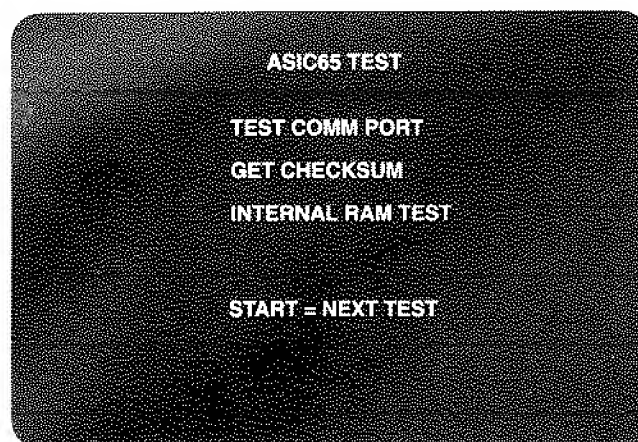 ASIC65 TEST
TEST COMM PORT
GET CHECKSUM
INTERNAL RAM TEST
START = NEXT TEST